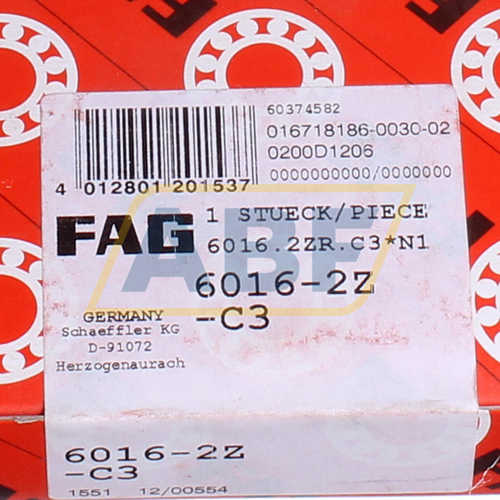 60374582
016718186-0030-02
0200D1206
0000000000/0000000
4 012801 201537
FAG
1 STUECK/PIECE
6016.2ZR.C3*N1
ABF
6016-2Z
-C3
GERMANY
Schaeffler KG
D-91072
Herzogenaurach
6016-2Z
-C3
1551 12/00554